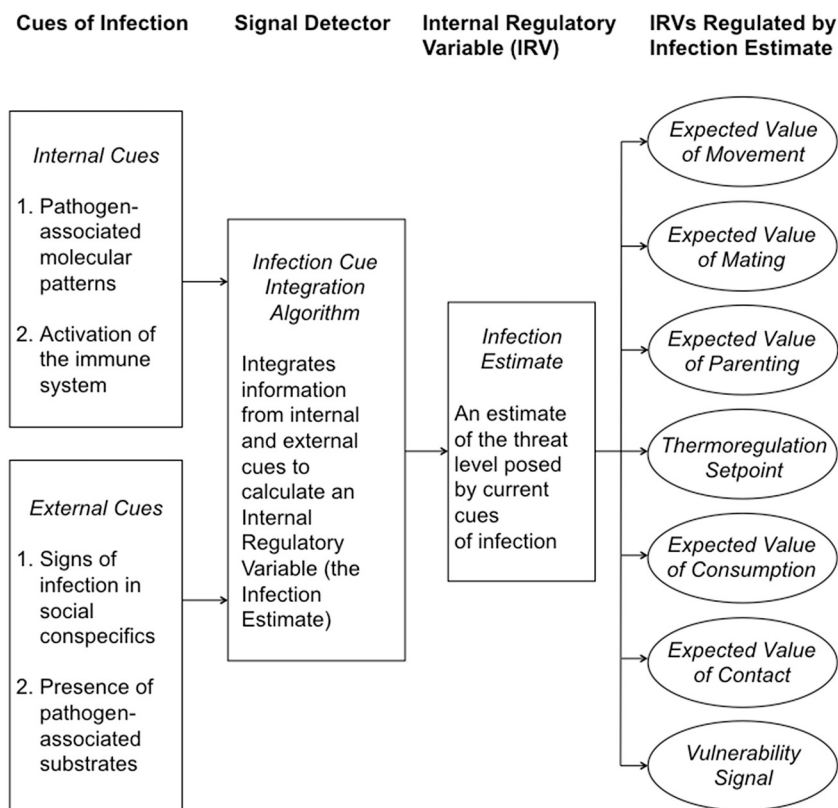 Cues of Infection
Signal Detector
Internal Regulatory
Variable (IRV)
IRVs Regulated by
Infection Estimate
Internal Cues
1. Pathogen-
associated
molecular
patterns
2. Activation of
the immune
system
External Cues
1. Signs of
infection in
social
conspecifics
2. Presence of
pathogen-
associated
substrates
Infection Cue
Integration
Algorithm
Integrates
information
from internal
and external
cues to
calculate an
Internal
Regulatory
Variable (the
Infection
Estimate)
Infection
Estimate
An estimate
of the threat
level posed
by current
cues
of infection
Expected Value
of Movement
Expected Value
of Mating
Expected Value
of Parenting
Thermoregulation
Setpoint
Expected Value
of Consumption
Expected Value
of Contact
Vulnerability
Signal